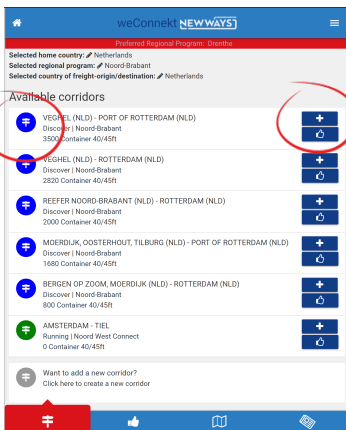 weConnekt NEWWAYS
Preferred Regional Program: Drenthe
Selected home country: Netherlands
Selected regional program: Noord-Brabant
Selected country of freight-origin/destination: Netherlands
Available corridors
VEGHEL (NLD) - PORT OF ROTTERDAM (NLD)
Discover | Noord-Brabant
3500 Container 40/45ft
VEGHEL (NLD) - ROTTERDAM (NLD)
Discover | Noord-Brabant
2820 Container 40/45ft
REEFER NOORD-BRABANT (NLD) - ROTTERDAM (NLD)
Discover | Noord-Brabant
2000 Container 40/45ft
MOERDIJK, OOSTERHOUT, TILBURG (NLD) - PORT OF ROTTERDAM (NLD)
Discover | Noord-Brabant
1680 Container 40/45ft
BERGEN OP ZOOM, MOERDIJK (NLD) - ROTTERDAM (NLD)
Discover | Noord-Brabant
800 Container 40/45ft
AMSTERDAM - TIEL
Running | Noord West Connect
0 Container 40/45ft
Want to add a new corridor?
Click here to create a new corridor